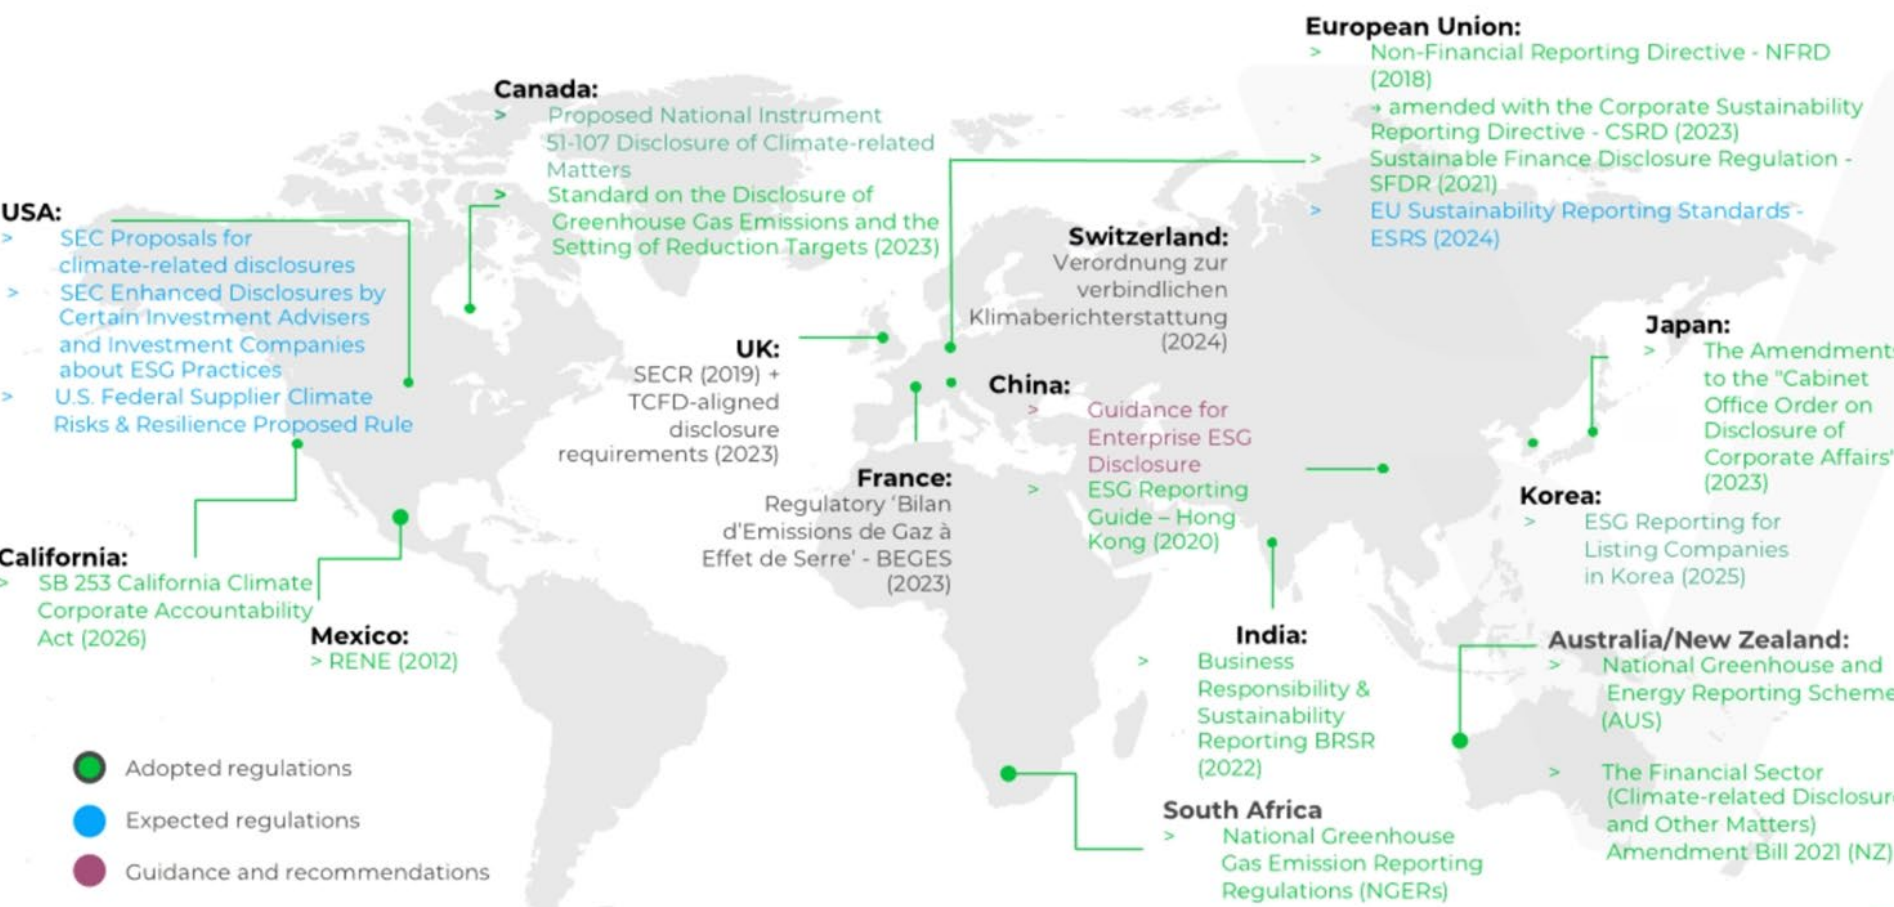 European Union:
> Non-Financial Reporting Directive - NFRD
(2018)
→ amended with the Corporate Sustainability
Reporting Directive - CSRD (2023)
> Sustainable Finance Disclosure Regulation -
SFDR (2021)
> EU Sustainability Reporting Standards -
ESRS (2024)
Canada:
> Proposed National Instrument
51-107 Disclosure of Climate-related
Matters
> Standard on the Disclosure of
Greenhouse Gas Emissions and the
Setting of Reduction Targets (2023)
USA:
> SEC Proposals for
climate-related disclosures
> SEC Enhanced Disclosures by
Certain Investment Advisers
and Investment Companies
about ESG Practices
> U.S. Federal Supplier Climate
Risks & Resilience Proposed Rule
Switzerland:
Verordnung zur
verbindlichen
Klimaberichterstattung
(2024)
UK:
SECR (2019) +
TCFD-aligned
disclosure
requirements (2023)
Japan:
> The Amendments
to the "Cabinet
Office Order on
Disclosure of
Corporate Affairs"
(2023)
China:
> Guidance for
Enterprise ESG
Disclosure
> ESG Reporting
Guide – Hong
Kong (2020)
France:
Regulatory ‘Bilan
d'Emissions de Gaz à
Effet de Serre' - BEGES
(2023)
Korea:
> ESG Reporting for
Listing Companies
in Korea (2025)
California:
> SB 253 California Climate
Corporate Accountability
Act (2026)
Mexico:
> RENE (2012)
India:
> Business
Responsibility &
Sustainability
Reporting BRSR
(2022)
Australia/New Zealand:
> National Greenhouse and
Energy Reporting Scheme
(AUS)
> The Financial Sector
(Climate-related Disclosur
and Other Matters)
Amendment Bill 2021 (NZ)
South Africa
> National Greenhouse
Gas Emission Reporting
Regulations (NGERs)
Adopted regulations
Expected regulations
Guidance and recommendations